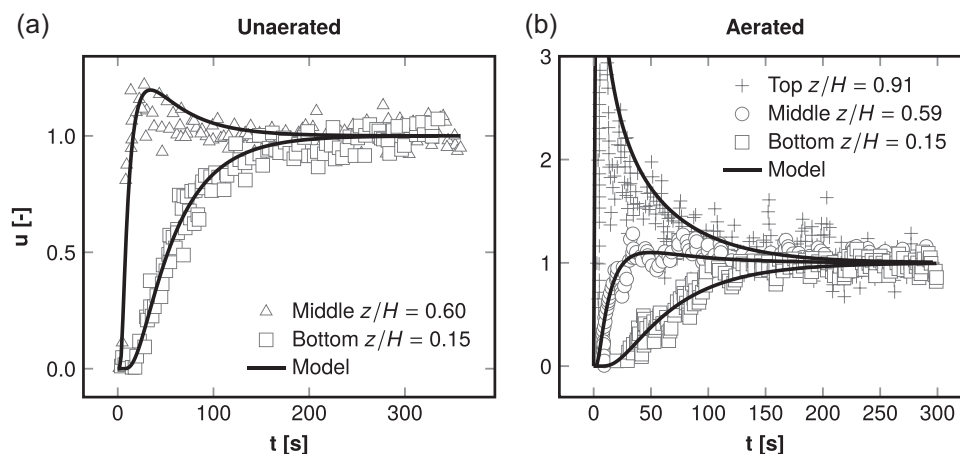 (a)
Unaerated
u [-]
1.0
0.5
0.0
Middle z/H = 0.60
Bottom z/H = 0.15
Model
0
100
200
300
t [s]
(b)
Aerated
3
2
1
0
Top z/H = 0.91
Middle z/H = 0.59
Bottom z/H = 0.15
Model
0
50
100
150
200
250
300
t [s]